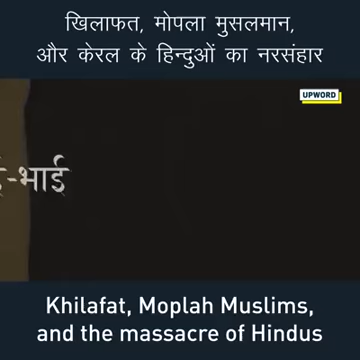 खिलाफत, मोपला मुसलमान,
और केरल के हिन्दुओं का नरसंहार
UPWORD
-भाई
Khilafat, Moplah Muslims,
and the massacre of Hindus